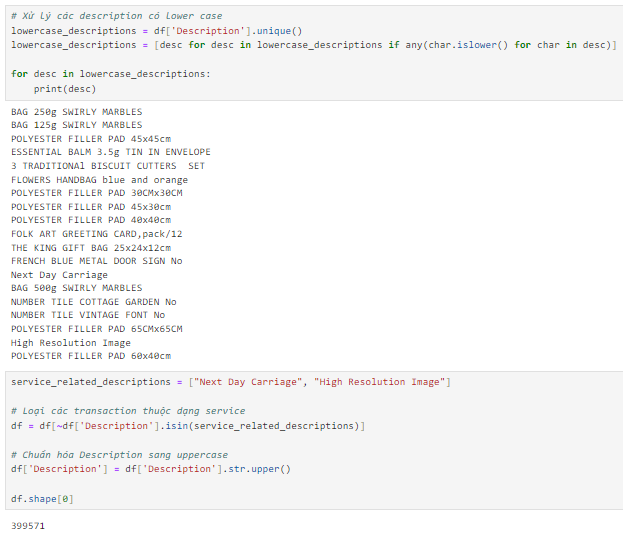 # Xử lý các description có Lower case
lowercase_descriptions = df['Description'].unique()
lowercase_descriptions = [desc for desc in lowercase_descriptions if any(char.islower() for char in desc)]
for desc in lowercase_descriptions:
    print(desc)
BAG 250g SWIRLY MARBLES
BAG 125g SWIRLY MARBLES
POLYESTER FILLER PAD 45x45cm
ESSENTIAL BALM 3.5g TIN IN ENVELOPE
3 TRADITIONAl BISCUIT CUTTERS  SET
FLOWERS HANDBAG blue and orange
POLYESTER FILLER PAD 30CMx30CM
POLYESTER FILLER PAD 45x30cm
POLYESTER FILLER PAD 40x40cm
FOLK ART GREETING CARD,pack/12
THE KING GIFT BAG 25x24x12cm
FRENCH BLUE METAL DOOR SIGN No
Next Day Carriage
BAG 500g SWIRLY MARBLES
NUMBER TILE COTTAGE GARDEN No
NUMBER TILE VINTAGE FONT No
POLYESTER FILLER PAD 65CMx65CM
High Resolution Image
POLYESTER FILLER PAD 60x40cm
service_related_descriptions = ["Next Day Carriage", "High Resolution Image"]
# Loại các transaction thuộc dạng service
df = df[~df['Description'].isin(service_related_descriptions)]
# Chuẩn hóa Description sang uppercase
df['Description'] = df['Description'].str.upper()
df.shape[0]
399571